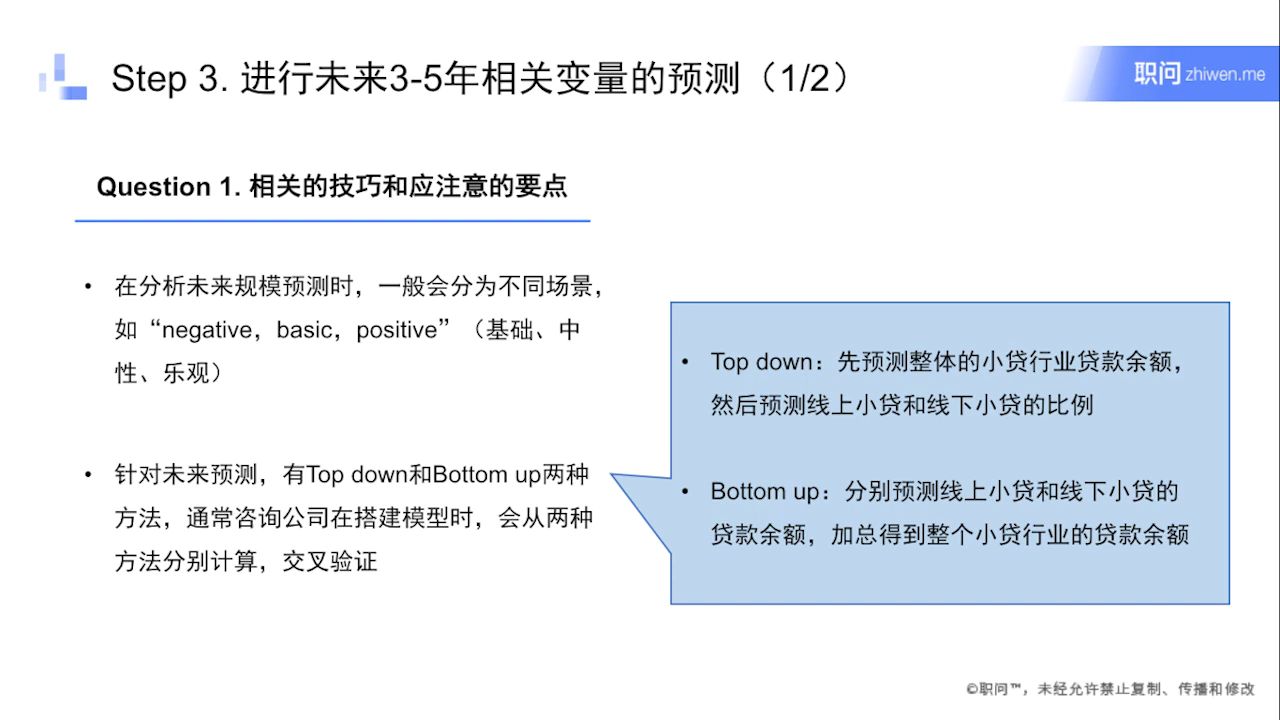 Step 3. 进行未来3-5年相关变量的预测（1/2）
职问 zhiwen.me
Question 1. 相关的技巧和应注意的要点
• 在分析未来规模预测时，一般会分为不同场景，
如“negative，basic，positive”（基础、中
性、乐观）
• 针对未来预测，有Top down和Bottom up两种
方法，通常咨询公司在搭建模型时，会从两种
方法分别计算，交叉验证
• Top down：先预测整体的小贷行业贷款余额，
然后预测线上小贷和线下小贷的比例
• Bottom up：分别预测线上小贷和线下小贷的
贷款余额，加总得到整个小贷行业的贷款余额
©职问™，未经允许禁止复制、传播和修改